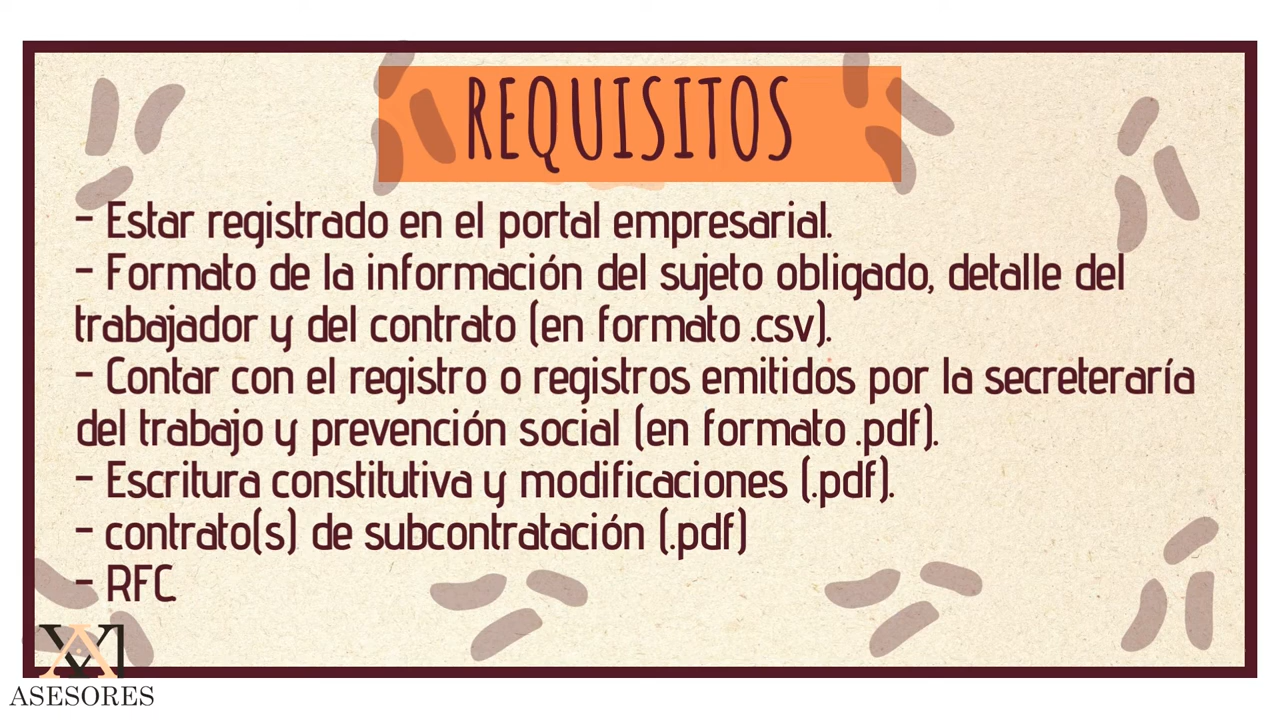 REQUISITOS
- Estar registrado en el portal empresarial.
- Formato de la información del sujeto obligado, detalle del
trabajador y del contrato (en formato .csv).
- Contar con el registro o registros emitidos por la secreteraría
del trabajo y prevención social (en formato .pdf).
- Escritura constitutiva y modificaciones (.pdf).
- contrato(s) de subcontratación (.pdf)
- RFC.
ASESORES